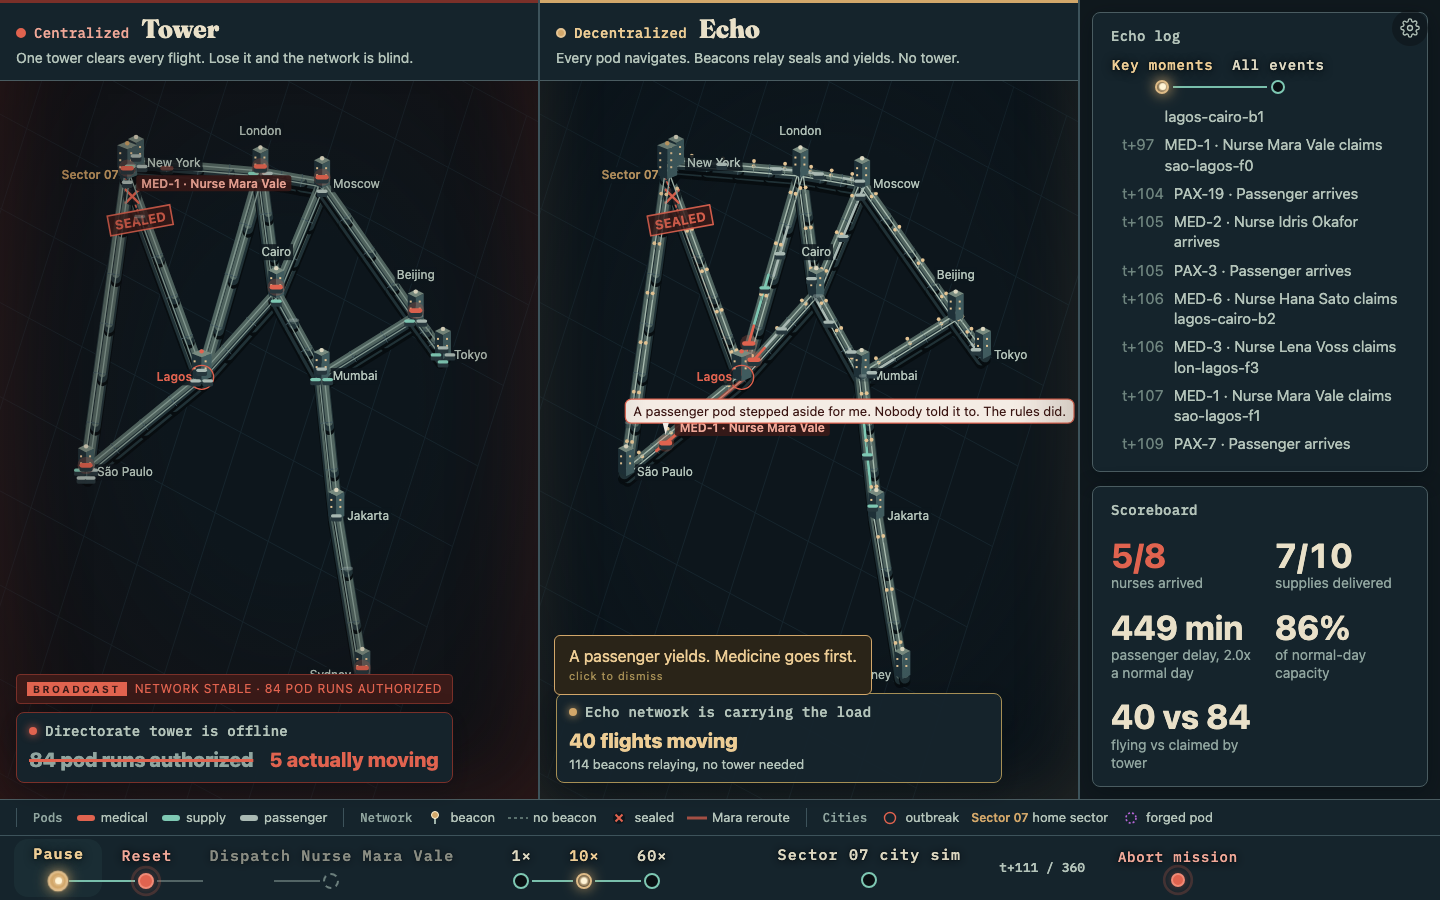 Centralized Tower
One tower clears every flight. Lose it and the network is blind.
London
New York
Sector 07
MED-1 · Nurse Mara Vale
Moscow
SEALED
Cairo
Beijing
Tokyo
Lagos
Mumbai
São Paulo
Jakarta
Sydney
BROADCAST NETWORK STABLE · 84 POD RUNS AUTHORIZED
Directorate tower is offline
84 pod runs authorized 5 actually moving
Decentralized Echo
Every pod navigates. Beacons relay seals and yields. No tower.
London
New York
Sector 07
Moscow
SEALED
Cairo
Beijing
Tokyo
Lagos
Mumbai
A passenger pod stepped aside for me. Nobody told it to. The rules did.
MED-1 · Nurse Mara Vale
São Paulo
Jakarta
ney
A passenger yields. Medicine goes first.
click to dismiss
Echo network is carrying the load
40 flights moving
114 beacons relaying, no tower needed
Echo log
Key moments All events
lagos-cairo-b1
t+97 MED-1 · Nurse Mara Vale claims
sao-lagos-f0
t+104 PAX-19 · Passenger arrives
t+105 MED-2 · Nurse Idris Okafor
arrives
t+105 PAX-3 · Passenger arrives
t+106 MED-6 · Nurse Hana Sato claims
lagos-cairo-b2
t+106 MED-3 · Nurse Lena Voss claims
lon-lagos-f3
t+107 MED-1 · Nurse Mara Vale claims
sao-lagos-f1
t+109 PAX-7 · Passenger arrives
Scoreboard
5/8
nurses arrived
7/10
supplies delivered
449 min
passenger delay, 2.0x
a normal day
86%
of normal-day
capacity
40 vs 84
flying vs claimed by
tower
Pods medical supply passenger Network beacon no beacon sealed Mara reroute Cities outbreak Sector 07 home sector forged pod
Pause Reset Dispatch Nurse Mara Vale 1× 10× 60× Sector 07 city sim t+111 / 360 Abort mission